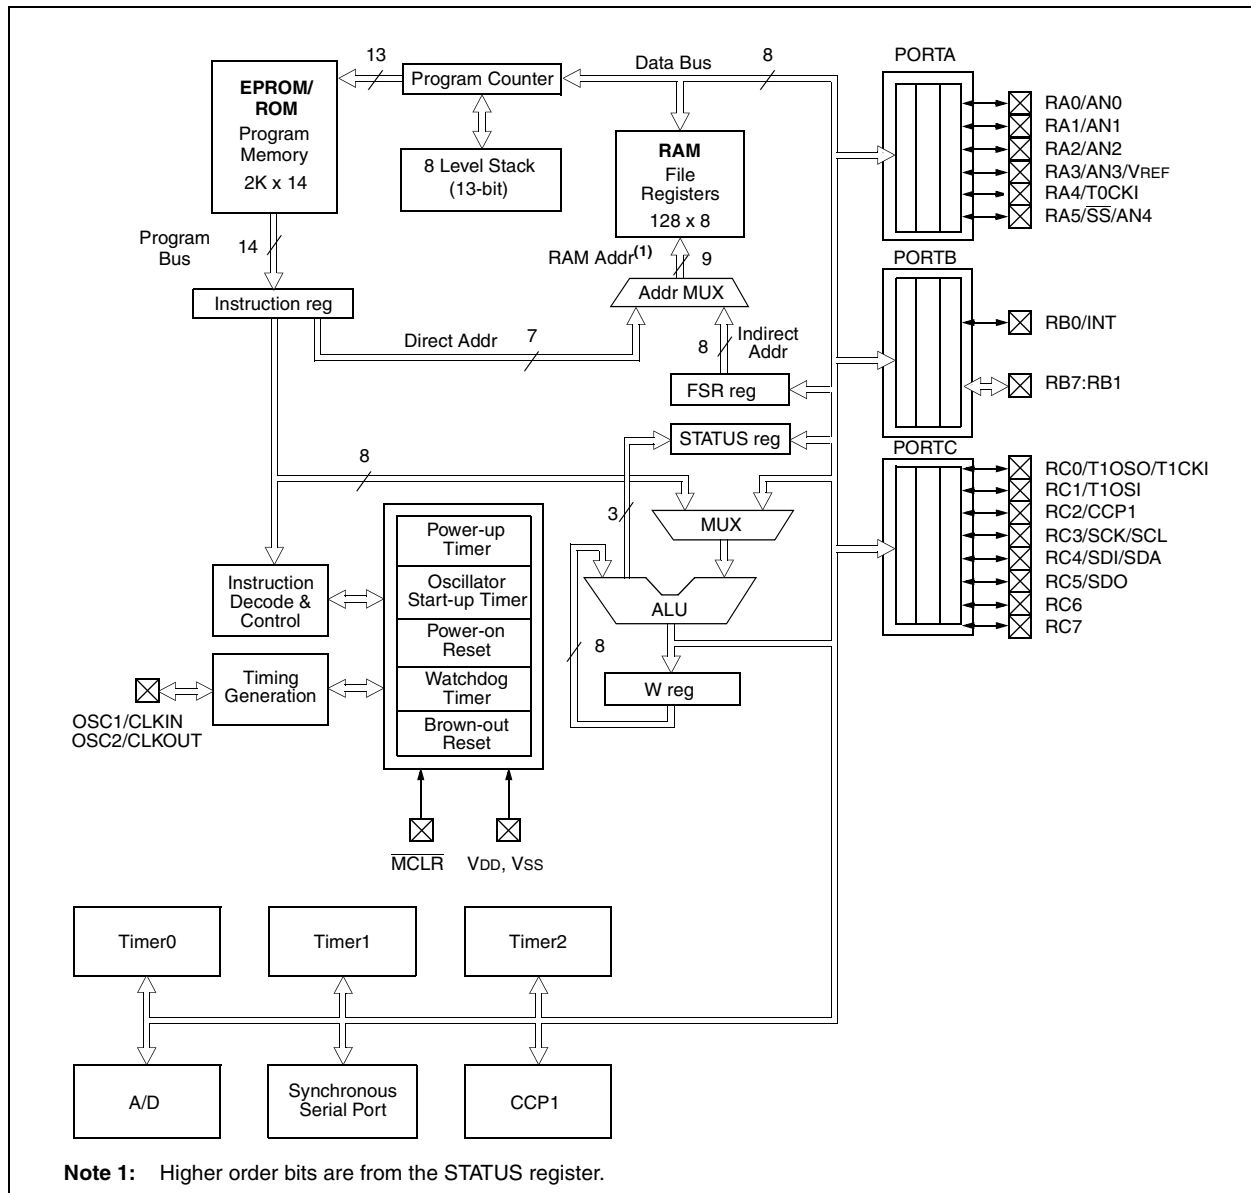 13
Data Bus
8
PORTA
EPROM/
ROM
Program
Memory
2K x 14
Program Counter
8 Level Stack
(13-bit)
RAM
File
Registers
128 x 8
RA0/AN0
RA1/AN1
RA2/AN2
RA3/AN3/VREF
RA4/T0CKI
RA5/SS/AN4
Program
Bus
14
RAM Addr(1)
9
PORTB
Instruction reg
Addr MUX
Direct Addr
7
8
Indirect
Addr
RB0/INT
FSR reg
RB7:RB1
STATUS reg
PORTC
8
RC0/T1OSO/T1CKI
RC1/T1OSI
RC2/CCP1
RC3/SCK/SCL
RC4/SDI/SDA
RC5/SDO
RC6
RC7
3
MUX
Power-up
Timer
Oscillator
Start-up Timer
Power-on
Reset
Watchdog
Timer
Brown-out
Reset
Instruction
Decode &
Control
ALU
8
W reg
Timing
Generation
OSC1/CLKIN
OSC2/CLKOUT
MCLR
VDD, VSS
Timer0
Timer1
Timer2
A/D
Synchronous
Serial Port
CCP1
Note 1: Higher order bits are from the STATUS register.